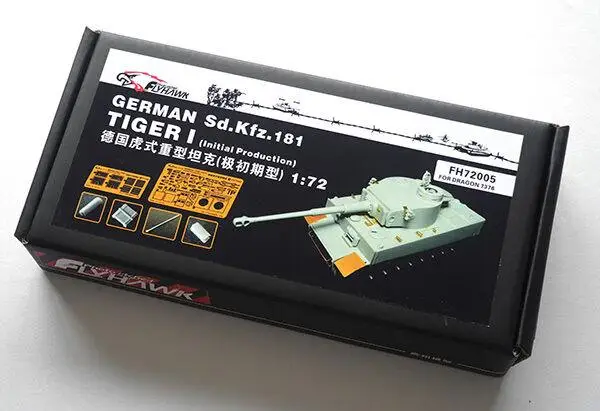 FLYHAWK
GERMAN Sd.Kfz.181
TIGER I (Initial Production)
德国虎式重型坦克(极初期型) 1:72
FH72005
FOR DRAGON 7376
FLYHAWK